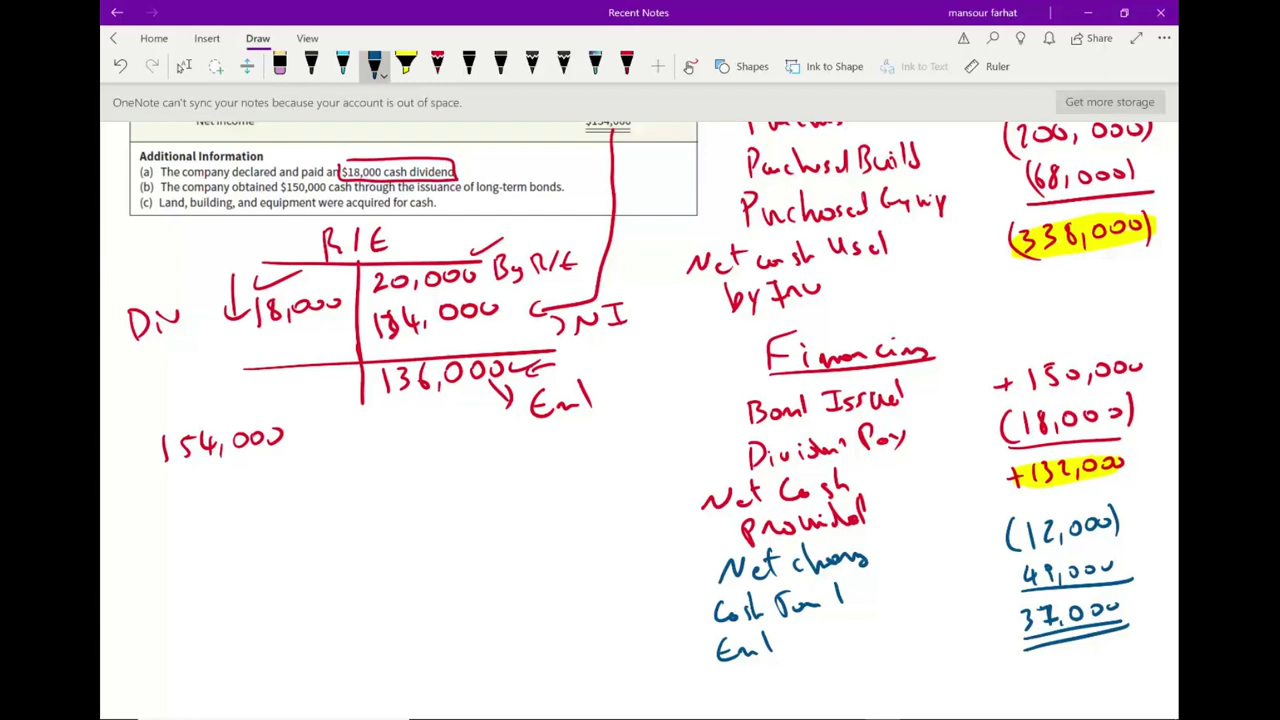 Recent Notes
mansour farhat
Home Insert Draw View
Share
Shapes
Ink to Shape
Ink to Text
Ruler
OneNote can't sync your notes because your account is out of space.
Get more storage
Net Income $154,000
Additional Information
(a) The company declared and paid an $18,000 cash dividend.
(b) The company obtained $150,000 cash through the issuance of long-term bonds.
(c) Land, building, and equipment were acquired for cash.
R/E
20,000 By R/E
Div 18,000
134,000 NI
136,000
154,000
(200,000)
Purchased Build (68,000)
Purchased Equip
Net cash Used (338,000)
by Inv
Financing
Bond Issued +150,000
Pay (18,000)
Net Cash +132,000
Provided
Net (12,000)
Cash Jan 1 49,000
37,000